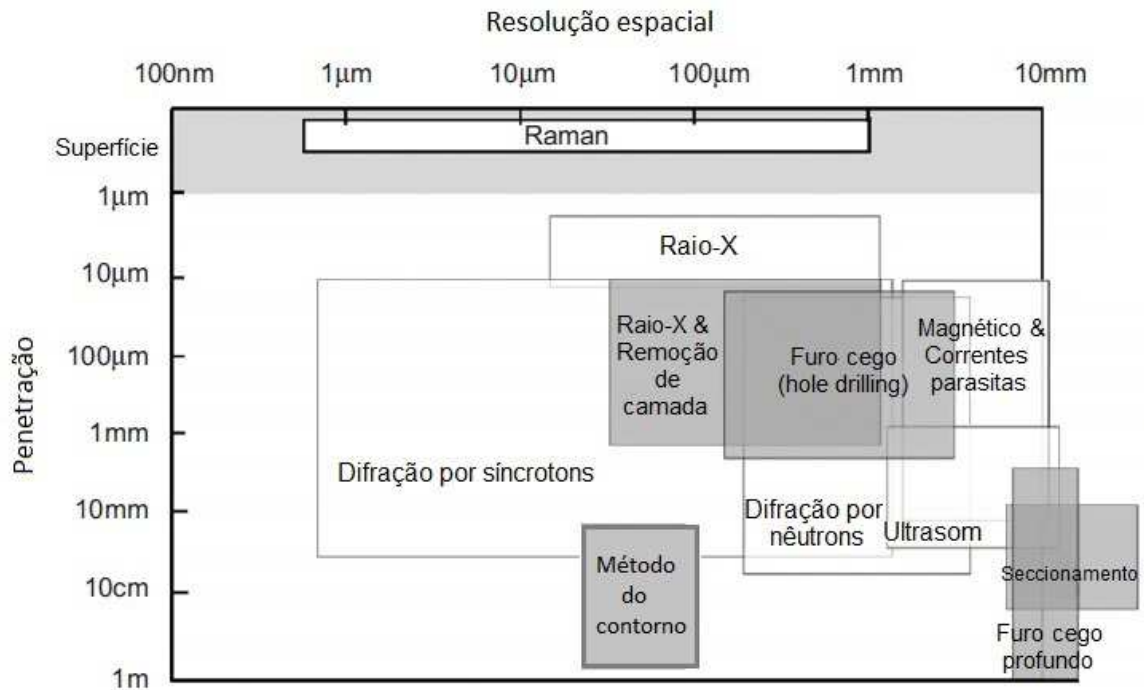 Resolução espacial
100nm 1μm 10μm 100μm 1mm 10mm
Superfície
1μm
10μm
100μm
1mm
10mm
10cm
1m
Penetração
Raman
Raio-X
Raio-X &
Remoção
de
camada
Furo cego
(hole drilling)
Magnético &
Correntes
parasitas
Difração por síncrotons
Difração por
nêutrons
Ultrasom
Método
do
contorno
Seccionamento
Furo cego
profundo